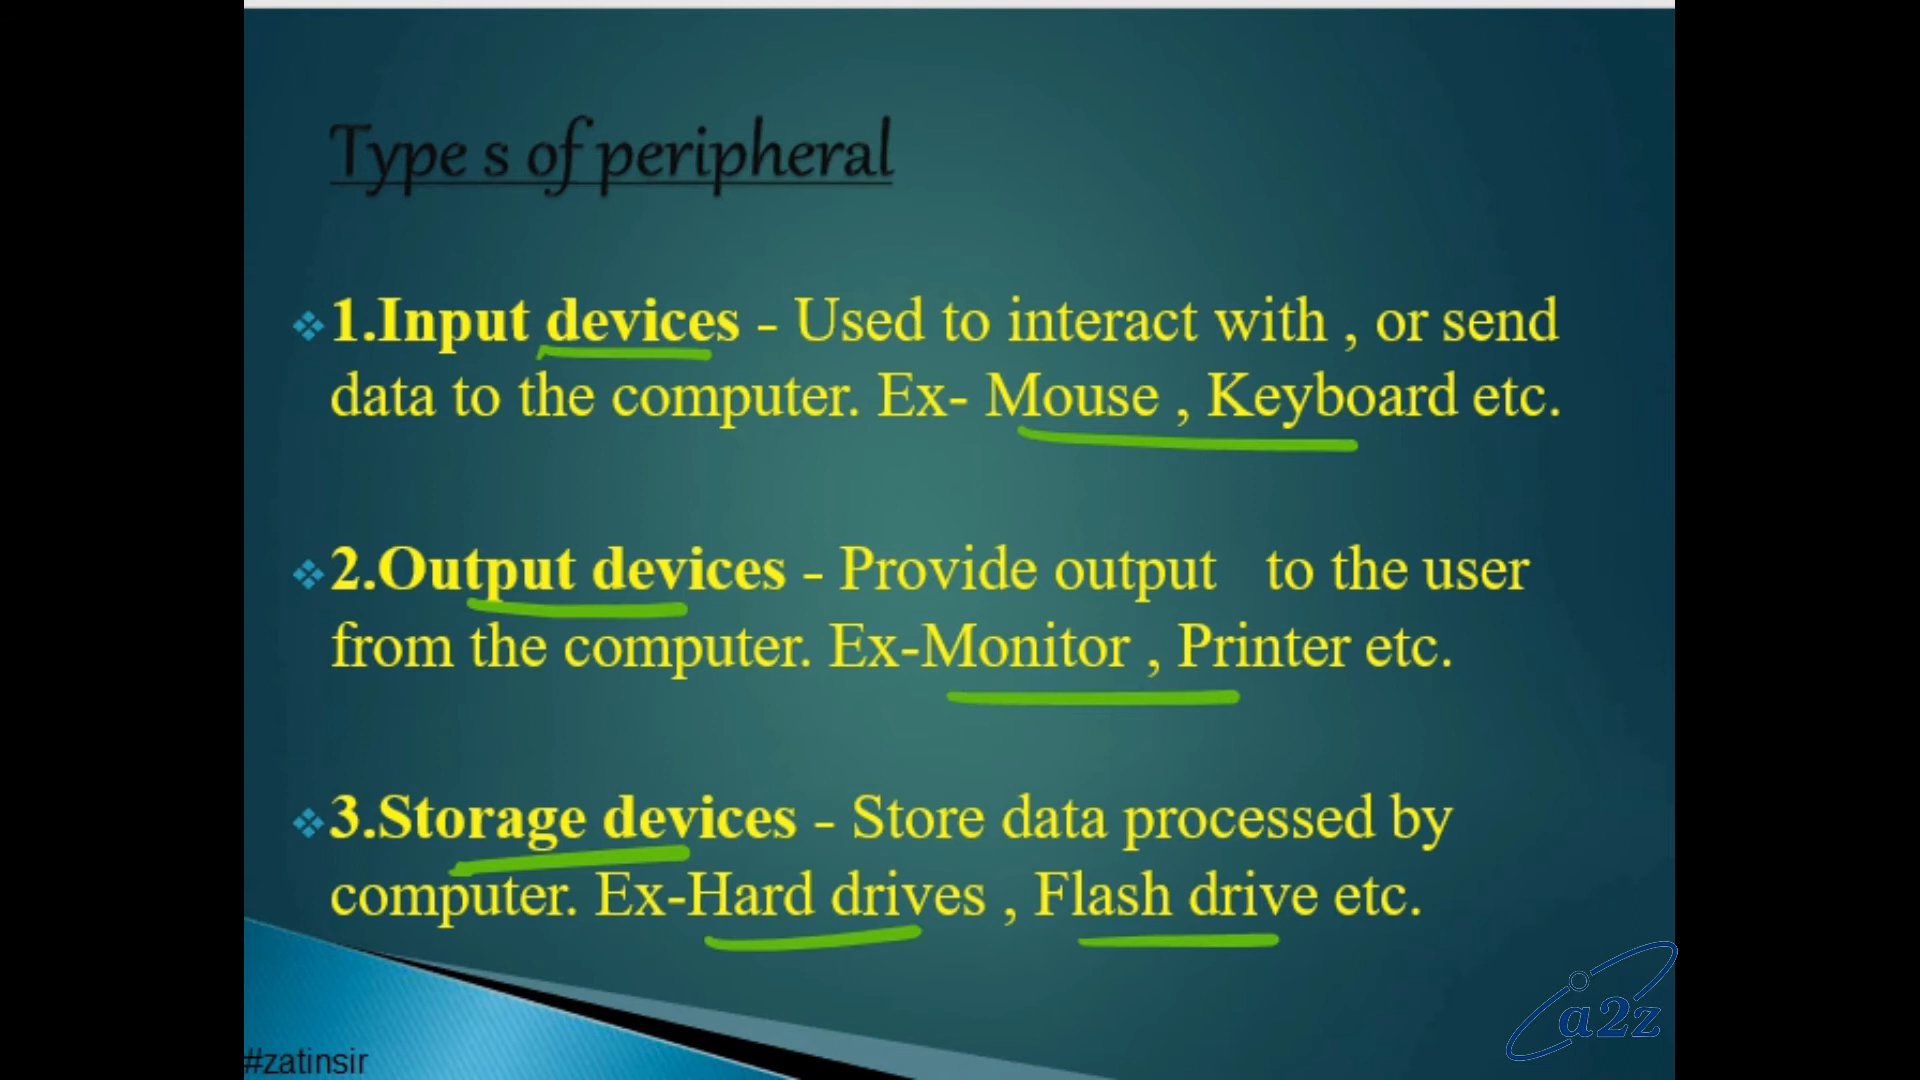 Type s of peripheral
1.Input devices - Used to interact with , or send
data to the computer. Ex- Mouse , Keyboard etc.
2.Output devices - Provide output   to the user
from the computer. Ex-Monitor , Printer etc.
3.Storage devices - Store data processed by
computer. Ex-Hard drives , Flash drive etc.
a2z
#zatinsir